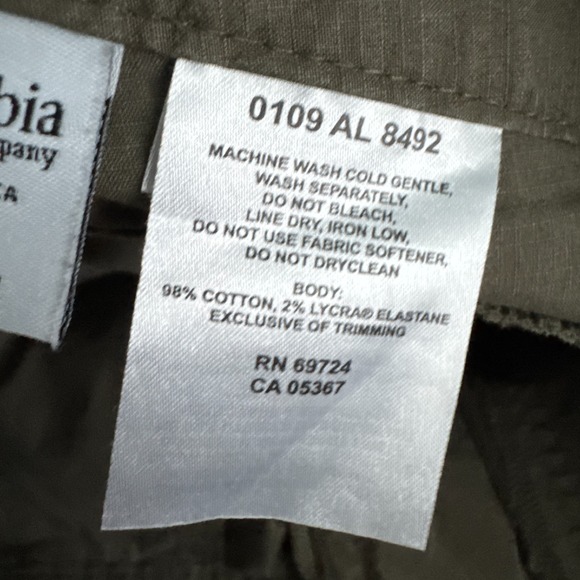 bia
pany
0109 AL 8492
MACHINE WASH COLD GENTLE,
WASH SEPARATELY,
DO NOT BLEACH,
LINE DRY, IRON LOW,
DO NOT USE FABRIC SOFTENER,
DO NOT DRYCLEAN
BODY:
98% COTTON, 2% LYCRA® ELASTANE
EXCLUSIVE OF TRIMMING
RN 69724
CA 05367